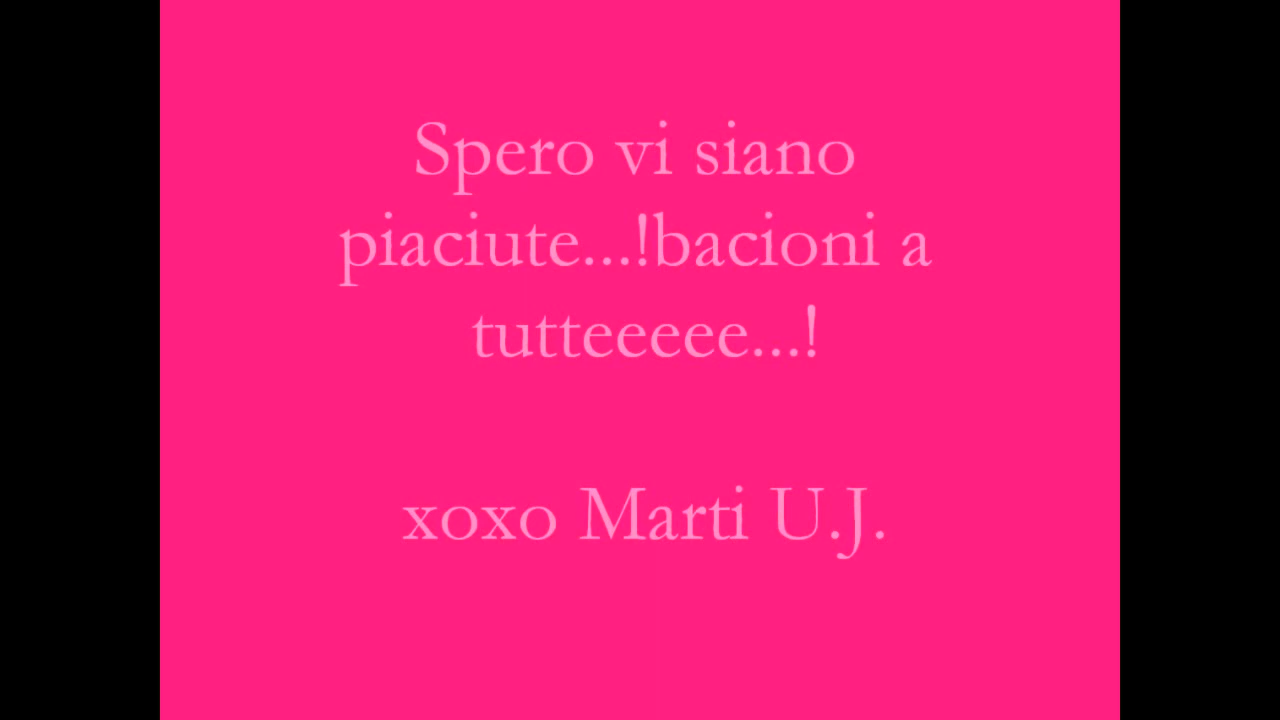 Spero vi siano
piaciute...!bacioni a
tutteeeee...!
xoxo Marti U.J.